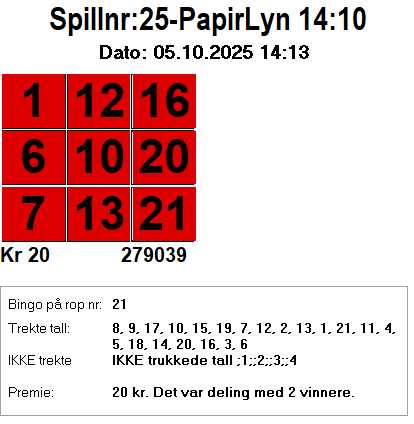 Spillnr:25-PapirLyn 14:10
Dato: 05.10.2025 14:13
1 12 16
6 10 20
7 13 21
Kr 20 279039
Bingo på rop nr: 21
Trekte tall: 8, 9, 17, 10, 15, 19, 7, 12, 2, 13, 1, 21, 11, 4,
5, 18, 14, 20, 16, 3, 6
IKKE trekte IKKE trukkede tall ;1;;2;;3;;4
Premie: 20 kr. Det var deling med 2 vinnere.